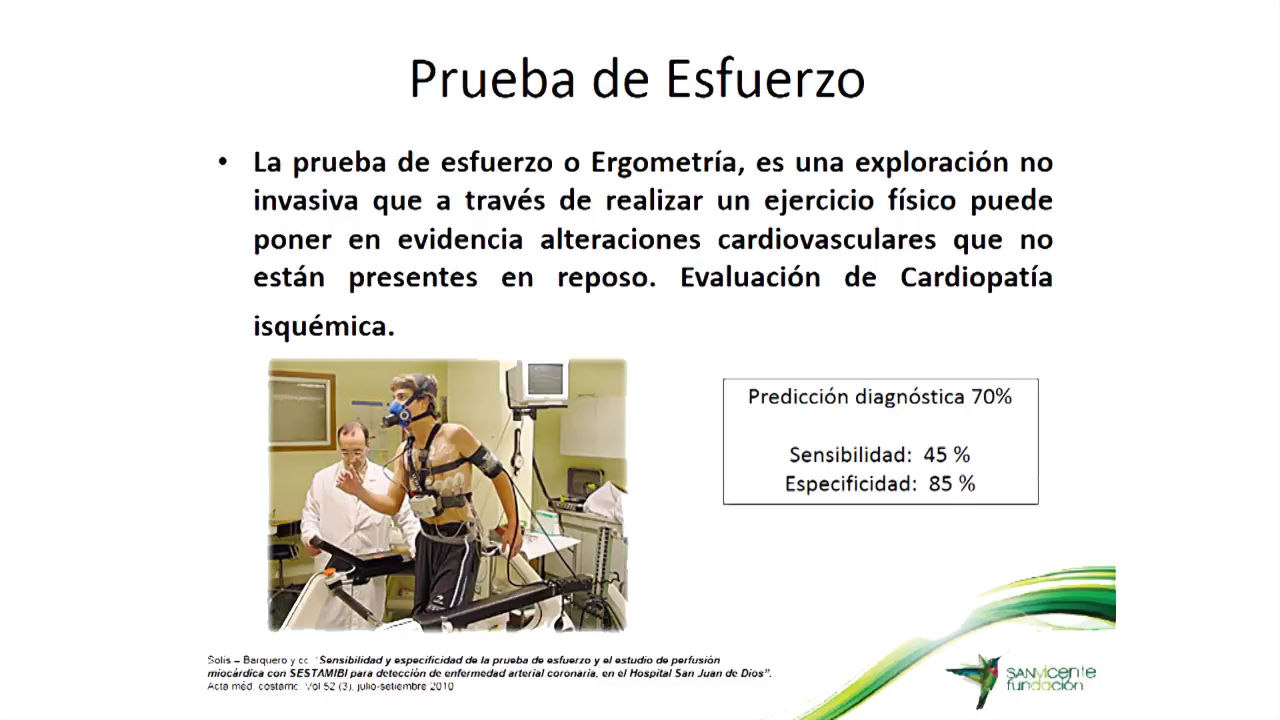 Prueba de Esfuerzo
• La prueba de esfuerzo o Ergometría, es una exploración no
invasiva que a través de realizar un ejercicio físico puede
poner en evidencia alteraciones cardiovasculares que no
están presentes en reposo. Evaluación de Cardiopatía
isquémica.
Predicción diagnóstica 70%
Sensibilidad: 45 %
Especificidad: 85 %
Solis – Barquero y cc. "Sensibilidad y especificidad de la prueba de esfuerzo y el estudio de perfusión
miocárdica con SESTAMIBI para detección de enfermedad arterial coronaria, en el Hospital San Juan de Dios".
Acta méd. costarric. Vol 52 (3), julio-setiembre 2010
SANVICENTE
fundación